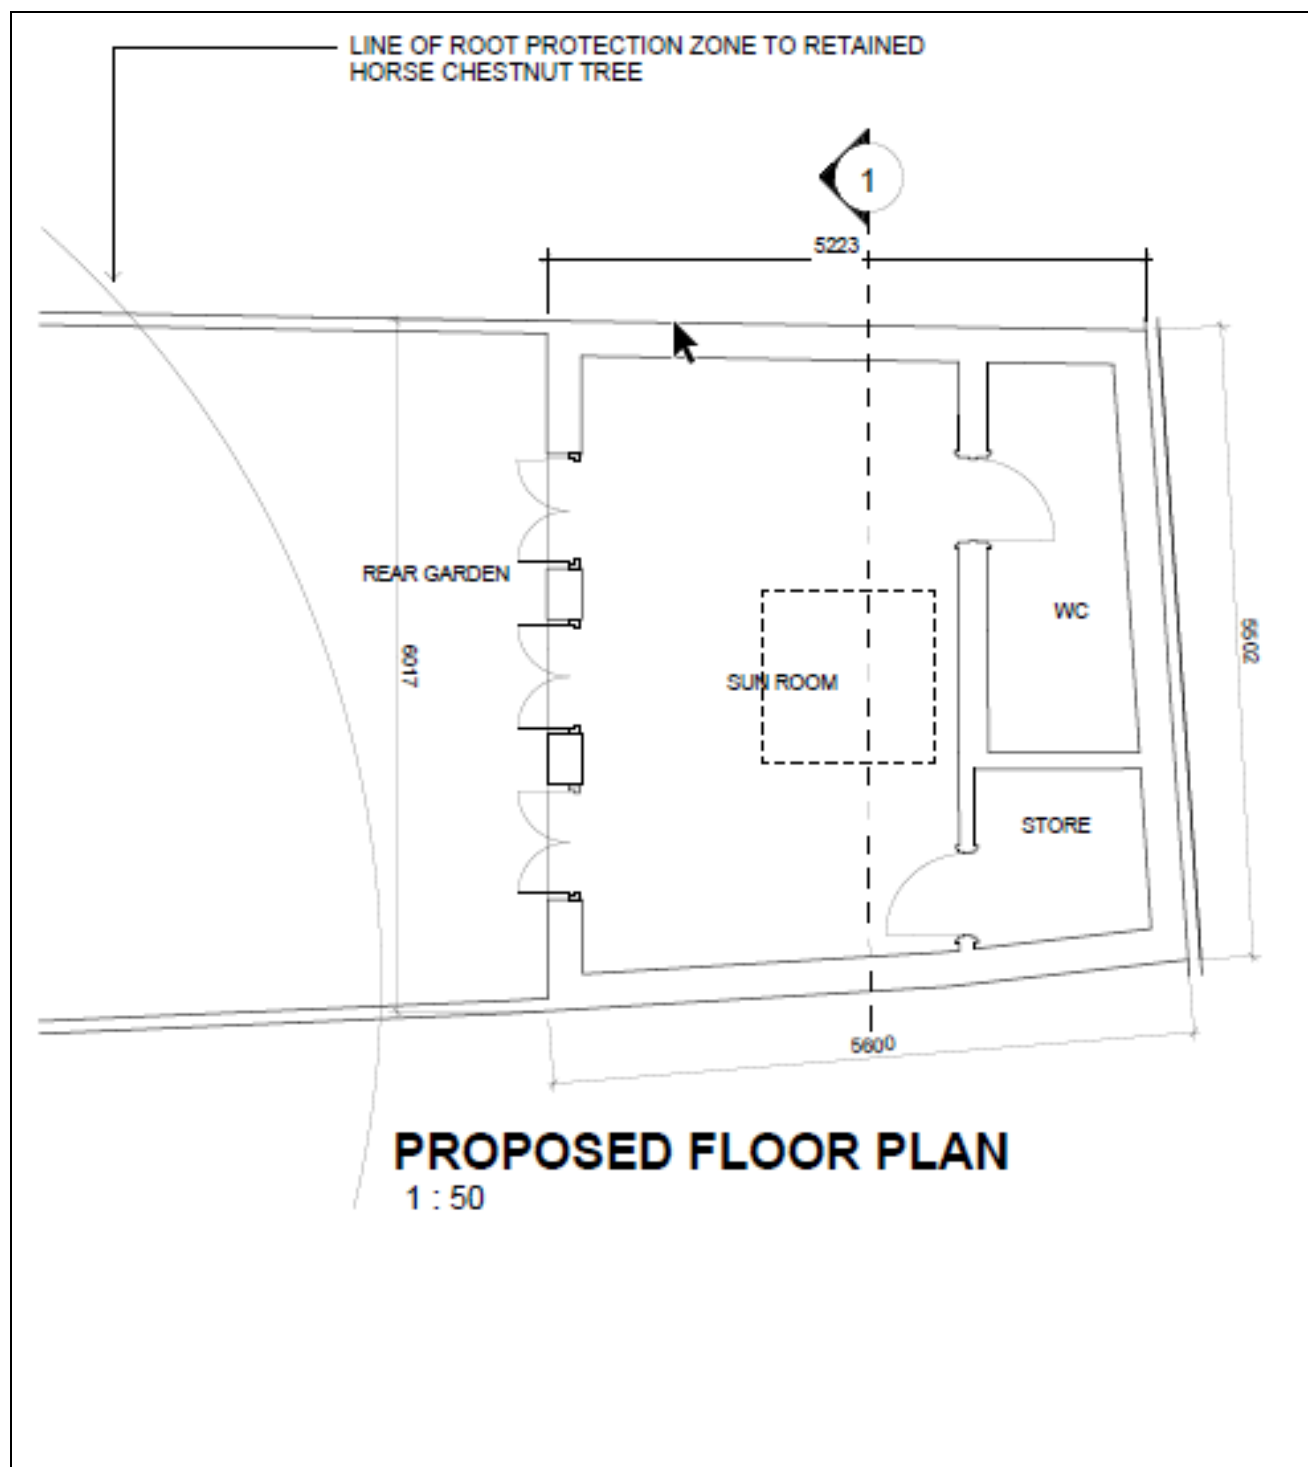 LINE OF ROOT PROTECTION ZONE TO RETAINED
HORSE CHESTNUT TREE
1
5223
REAR GARDEN
WC
5502
6017
SUN ROOM
STORE
5600
PROPOSED FLOOR PLAN
1 : 50